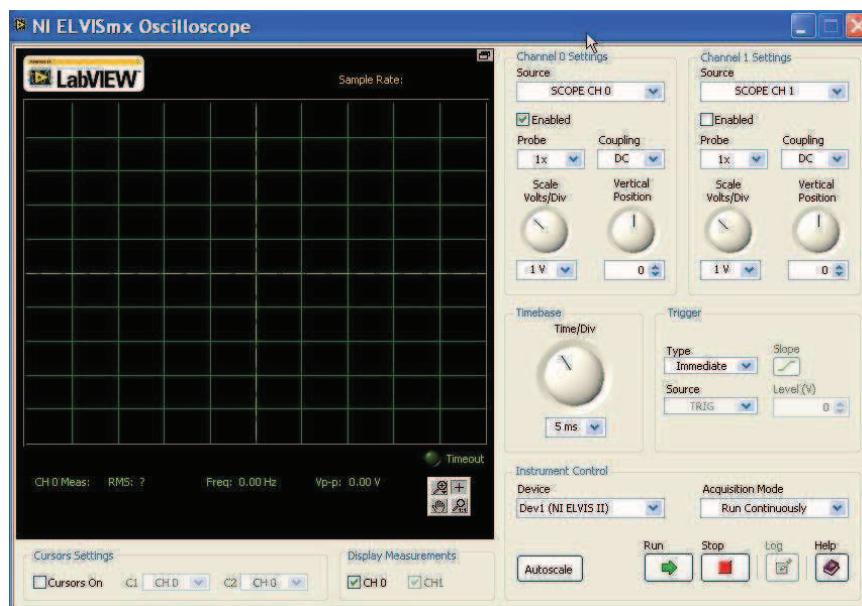 NI ELVISmx Oscilloscope
LabVIEW
Sample Rate:
CH 0 Meas: RMS: ? Freq: 0.00 Hz Vp-p: 0.00 V
Timeout
Cursors Settings
Cursors On C1 CH 0 C2 CH 0
Display Measurements
CH 0 CH1
Channel 0 Settings
Source
SCOPE CH 0
Enabled
Probe Coupling
1x DC
Scale Vertical
Volts/Div Position
1 V 0
Channel 1 Settings
Source
SCOPE CH 1
Enabled
Probe Coupling
1x DC
Scale Vertical
Volts/Div Position
1 V 0
Timebase
Time/Div
5 ms
Trigger
Type Slope
Immediate
Source Level (V)
TRIG 0
Instrument Control
Device Acquisition Mode
Dev1 (NI ELVIS II) Run Continuously
Run Stop Log Help
Autoscale